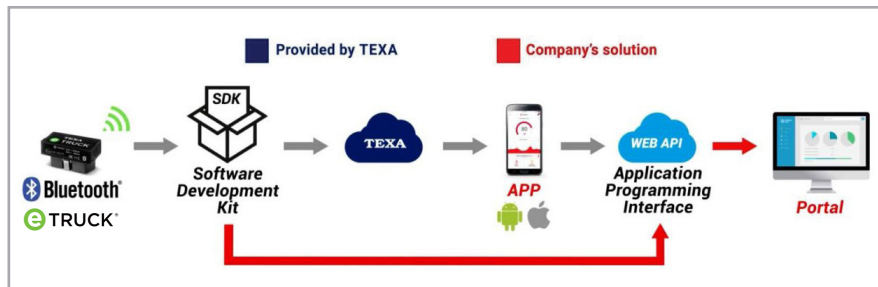 Provided by TEXA
Company's solution
SDK
TEXA
TRUCK
TEXA
WEB API
Bluetooth®
e TRUCK®
Software
Development
Kit
APP
Application
Programming
Interface
Portal